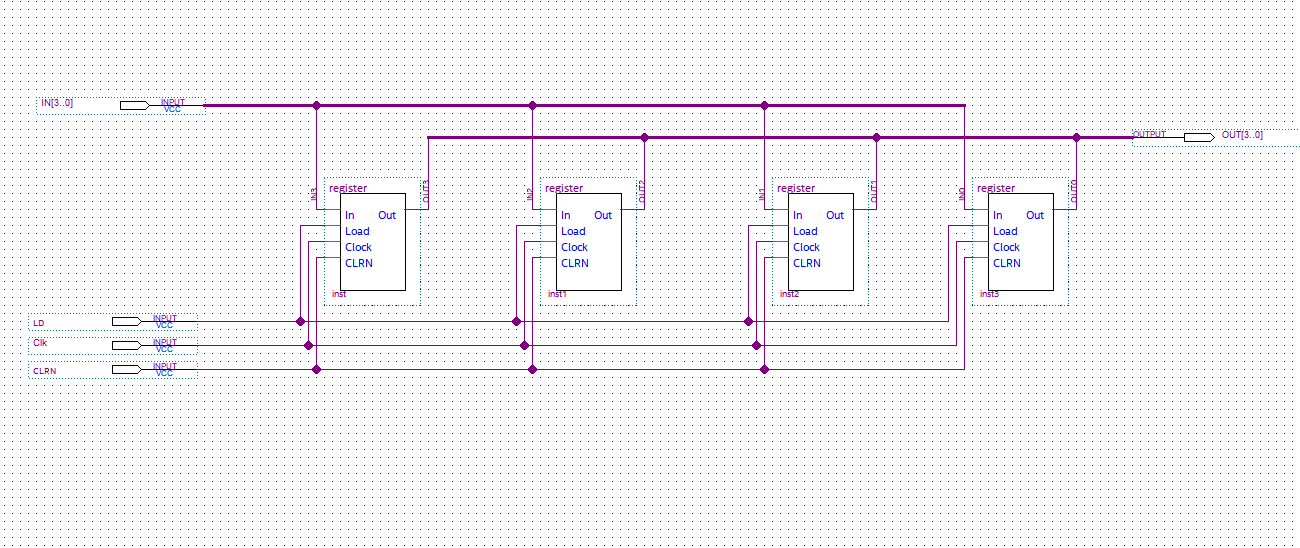 IN[3..0]
INPUT
VCC
OUTPUT
OUT[3..0]
IN3
register
OUT3
In
Out
Load
Clock
CLRN
inst
IN2
register
OUT2
In
Out
Load
Clock
CLRN
inst1
IN1
register
OUT1
In
Out
Load
Clock
CLRN
inst2
IN0
register
OUT0
In
Out
Load
Clock
CLRN
inst3
LD
INPUT
VCC
Clk
INPUT
VCC
CLRN
INPUT
VCC